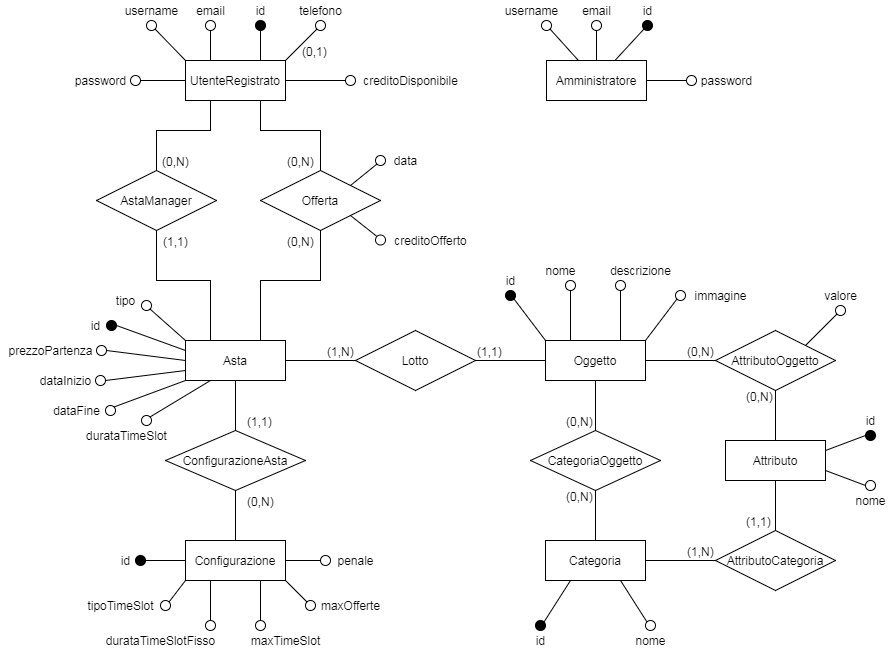 username
email
id
telefono
username
email
id
(0,1)
password
UtenteRegistrato
creditoDisponibile
Amministratore
password
(0,N)
(0,N)
data
AstaManager
Offerta
(1,1)
(0,N)
creditoOfferto
id
nome
descrizione
immagine
valore
tipo
id
prezzoPartenza
dataInizio
dataFine
durataTimeSlot
Asta
(1,N)
Lotto
(1,1)
Oggetto
(0,N)
AttributoOggetto
(0,N)
(1,1)
(0,N)
id
ConfigurazioneAsta
CategoriaOggetto
Attributo
(0,N)
(0,N)
nome
(1,1)
id
Configurazione
penale
Categoria
(1,N)
AttributoCategoria
tipoTimeSlot
maxOfferte
durataTimeSlotFisso
maxTimeSlot
id
nome